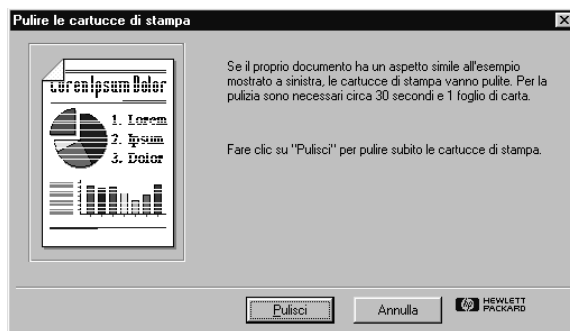 Pulire le cartucce di stampa
Lorem Ipsum Dolor
1. Lorem
2. Ipsum
3. Dolor
Se il proprio documento ha un aspetto simile all'esempio
mostrato a sinistra, le cartucce di stampa vanno pulite. Per la
pulizia sono necessari circa 30 secondi e 1 foglio di carta.
Fare clic su "Pulisci" per pulire subito le cartucce di stampa.
Pulisci
Annulla
hp HEWLETT
PACKARD